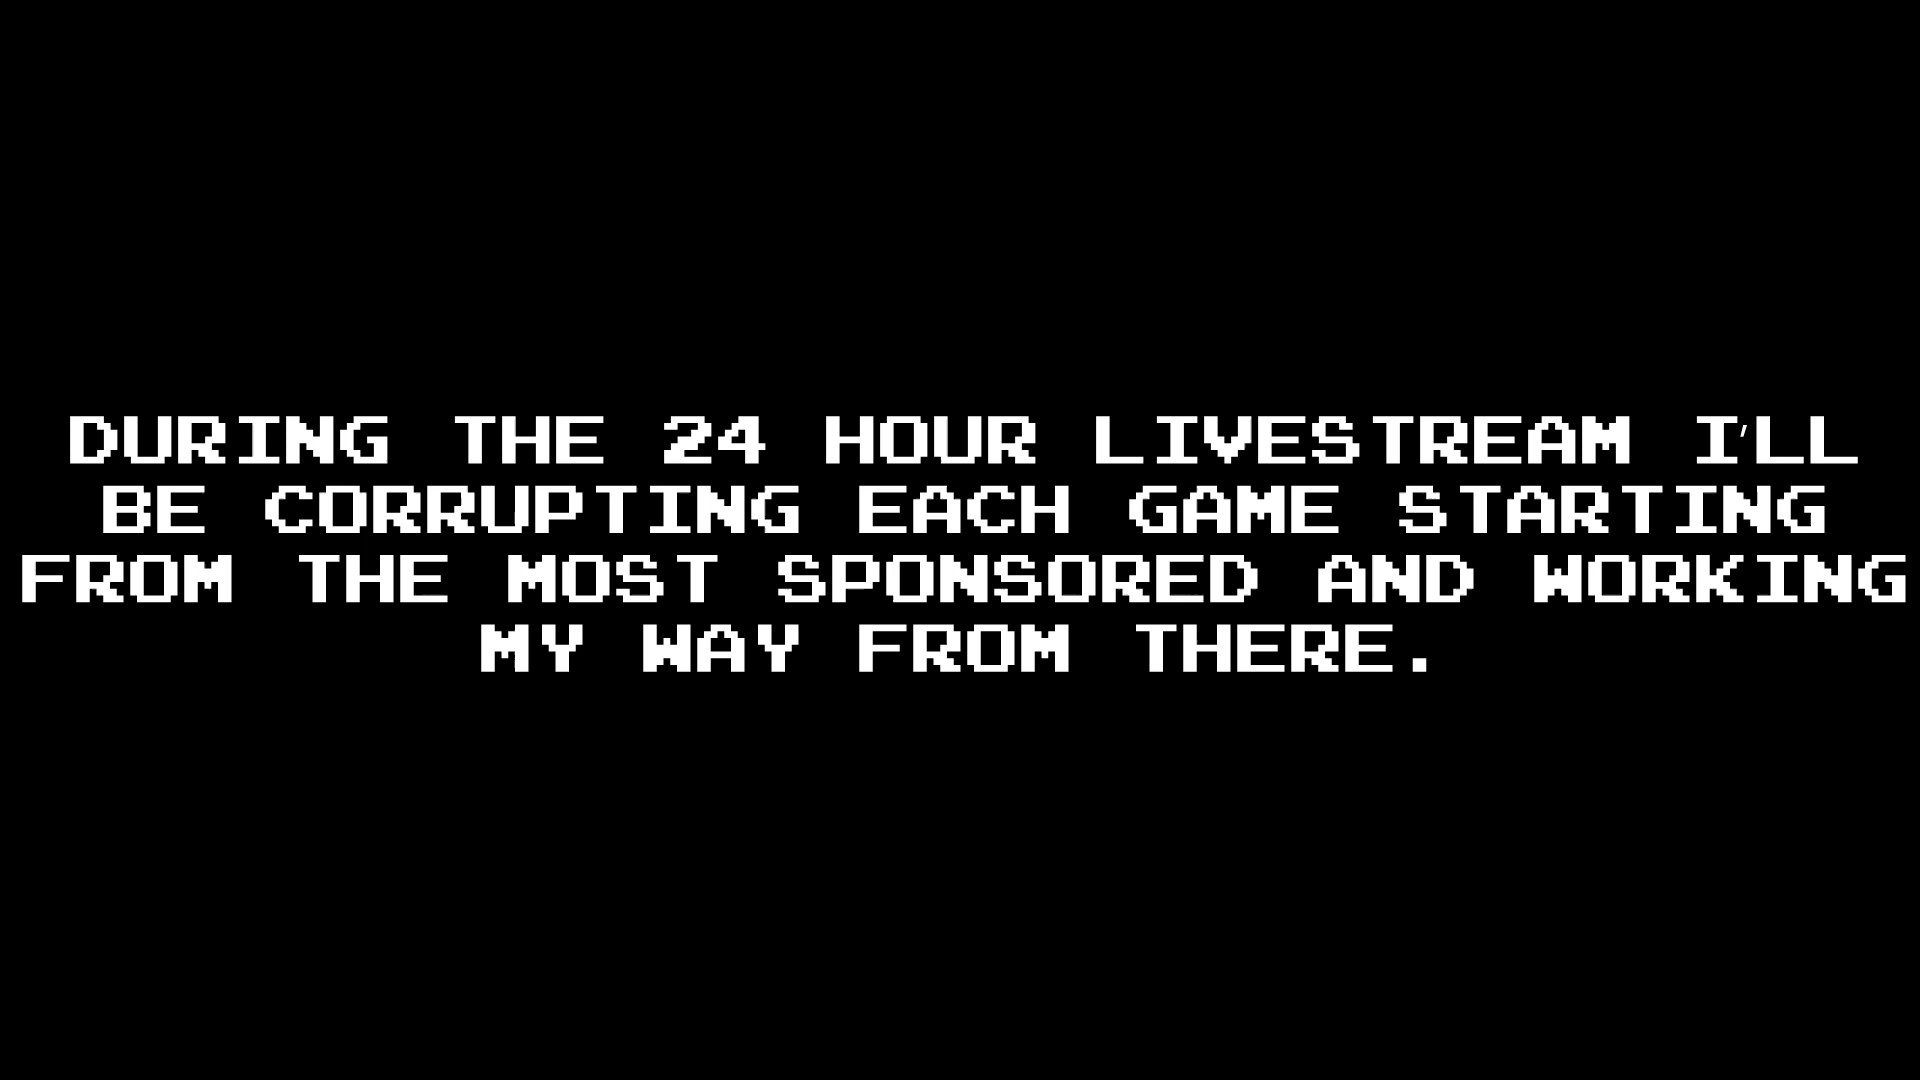 DURING THE 24 HOUR LIVESTREAM I'LL
BE CORRUPTING EACH GAME STARTING
FROM THE MOST SPONSORED AND WORKING
MY WAY FROM THERE.